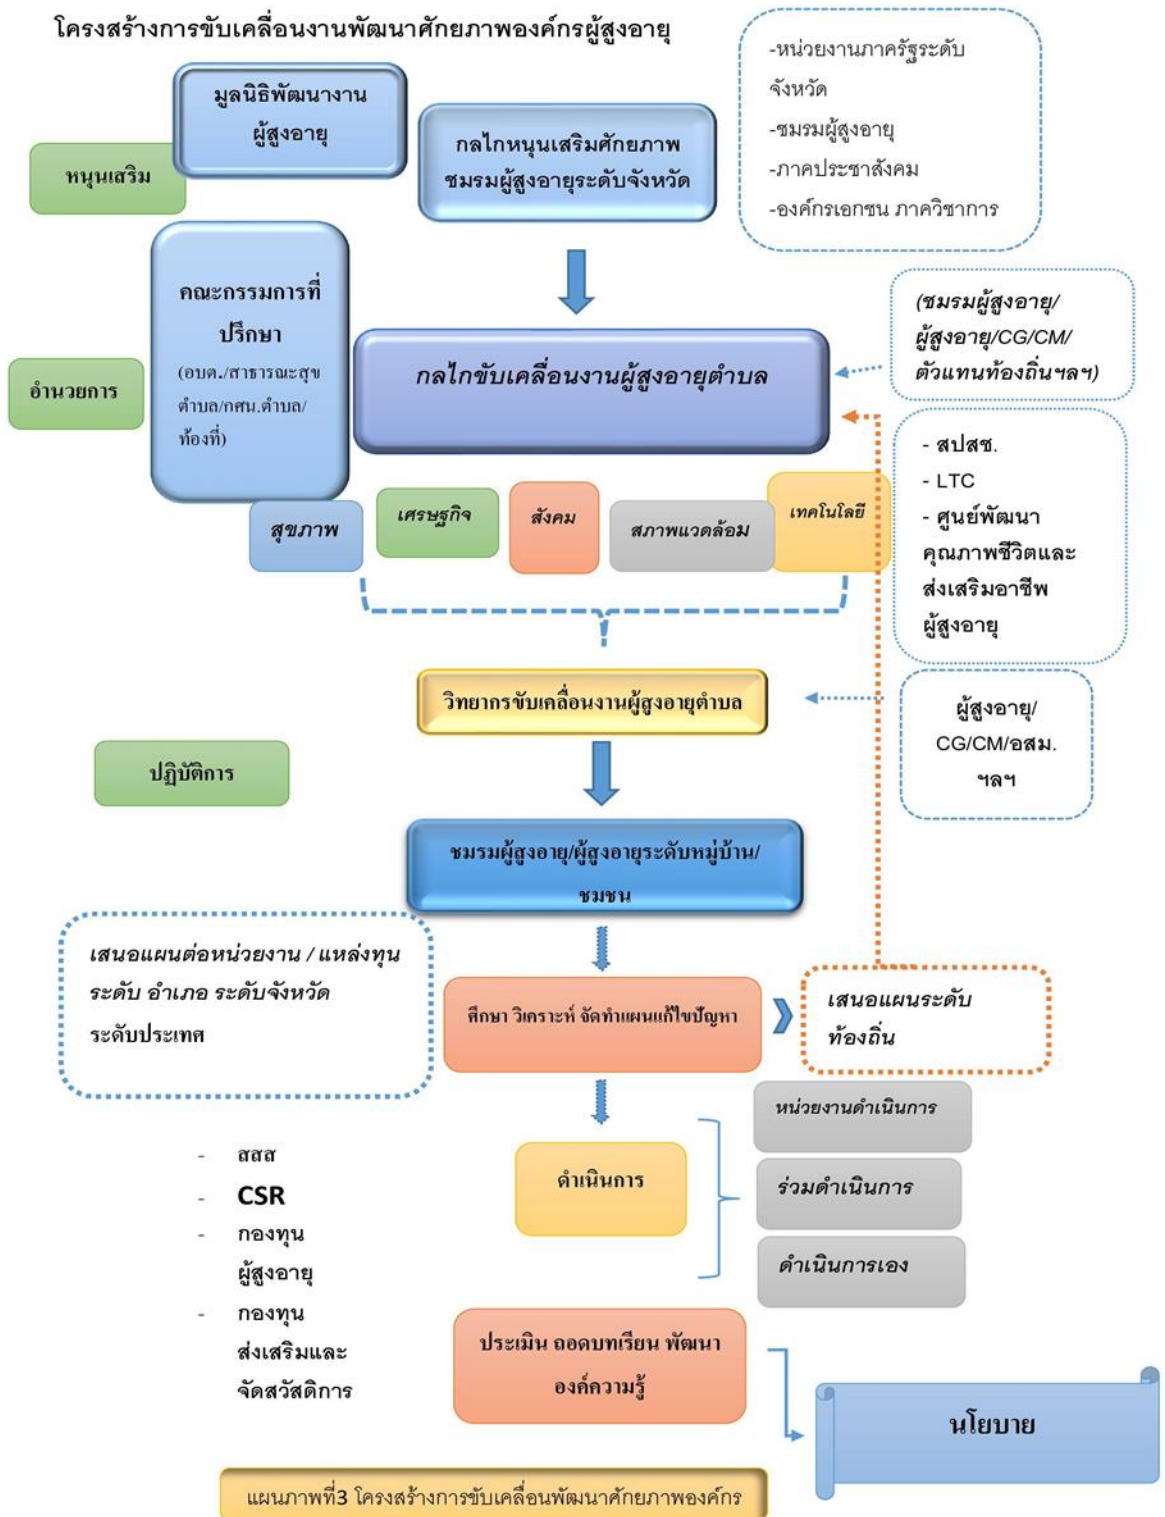 โครงสร้างการขับเคลื่อนงานพัฒนาศักยภาพองค์กรผู้สูงอายุ
มูลนิธิพัฒนางาน
ผู้สูงอายุ
กลไกหนุนเสริมศักยภาพ
ชมรมผู้สูงอายุระดับจังหวัด
-หน่วยงานภาครัฐระดับ
จังหวัด
-ชมรมผู้สูงอายุ
-ภาคประชาสังคม
-องค์กรเอกชน ภาควิชาการ
หนุนเสริม
คณะกรรมการที่
ปรึกษา
(อบต./สาธารณะสุข
ตำบล/กศน.ตำบล/
ท้องที่)
อำนวยการ
กลไกขับเคลื่อนงานผู้สูงอายุตำบล
(ชมรมผู้สูงอายุ/
ผู้สูงอายุ/CG/CM/
ตัวแทนท้องถิ่นฯลฯ)
- สปสช.
- LTC
- ศูนย์พัฒนา
คุณภาพชีวิตและ
ส่งเสริมอาชีพ
ผู้สูงอายุ
สุขภาพ
เศรษฐกิจ
สังคม
สภาพแวดล้อม
เทคโนโลยี
วิทยากรขับเคลื่อนงานผู้สูงอายุตำบล
ผู้สูงอายุ/
CG/CM/อสม.
ฯลฯ
ปฏิบัติการ
ชมรมผู้สูงอายุ/ผู้สูงอายุระดับหมู่บ้าน/
ชมชน
เสนอแผนต่อหน่วยงาน / แหล่งทุน
ระดับ อำเภอ ระดับจังหวัด
ระดับประเทศ
ศึกษา วิเคราะห์ จัดทำแผนแก้ไขปัญหา
เสนอแผนระดับ
ท้องถิ่น
ดำเนินการ
หน่วยงานดำเนินการ
ร่วมดำเนินการ
ดำเนินการเอง
- สสส
- CSR
- กองทุน
ผู้สูงอายุ
- กองทุน
ส่งเสริมและ
จัดสวัสดิการ
ประเมิน ถอดบทเรียน พัฒนา
องค์ความรู้
นโยบาย
แผนภาพที่3 โครงสร้างการขับเคลื่อนพัฒนาศักยภาพองค์กร